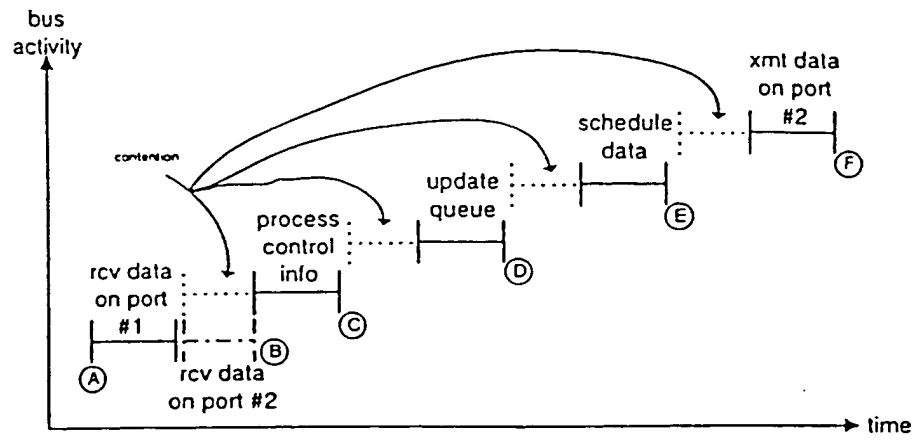 bus
activity
contention
rcv data
on port
#1
A
rcv data
on port #2
B
process
control
info
C
update
queue
D
schedule
data
E
xmt data
on port
#2
F
time